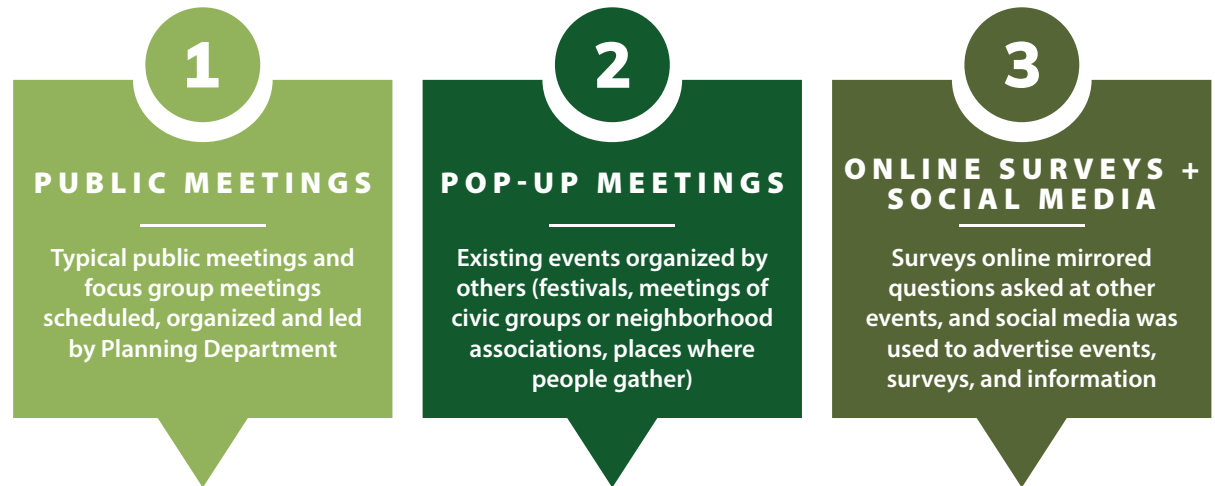 1
PUBLIC MEETINGS
Typical public meetings and
focus group meetings
scheduled, organized and led
by Planning Department
2
POP-UP MEETINGS
Existing events organized by
others (festivals, meetings of
civic groups or neighborhood
associations, places where
people gather)
3
ONLINE SURVEYS +
SOCIAL MEDIA
Surveys online mirrored
questions asked at other
events, and social media was
used to advertise events,
surveys, and information